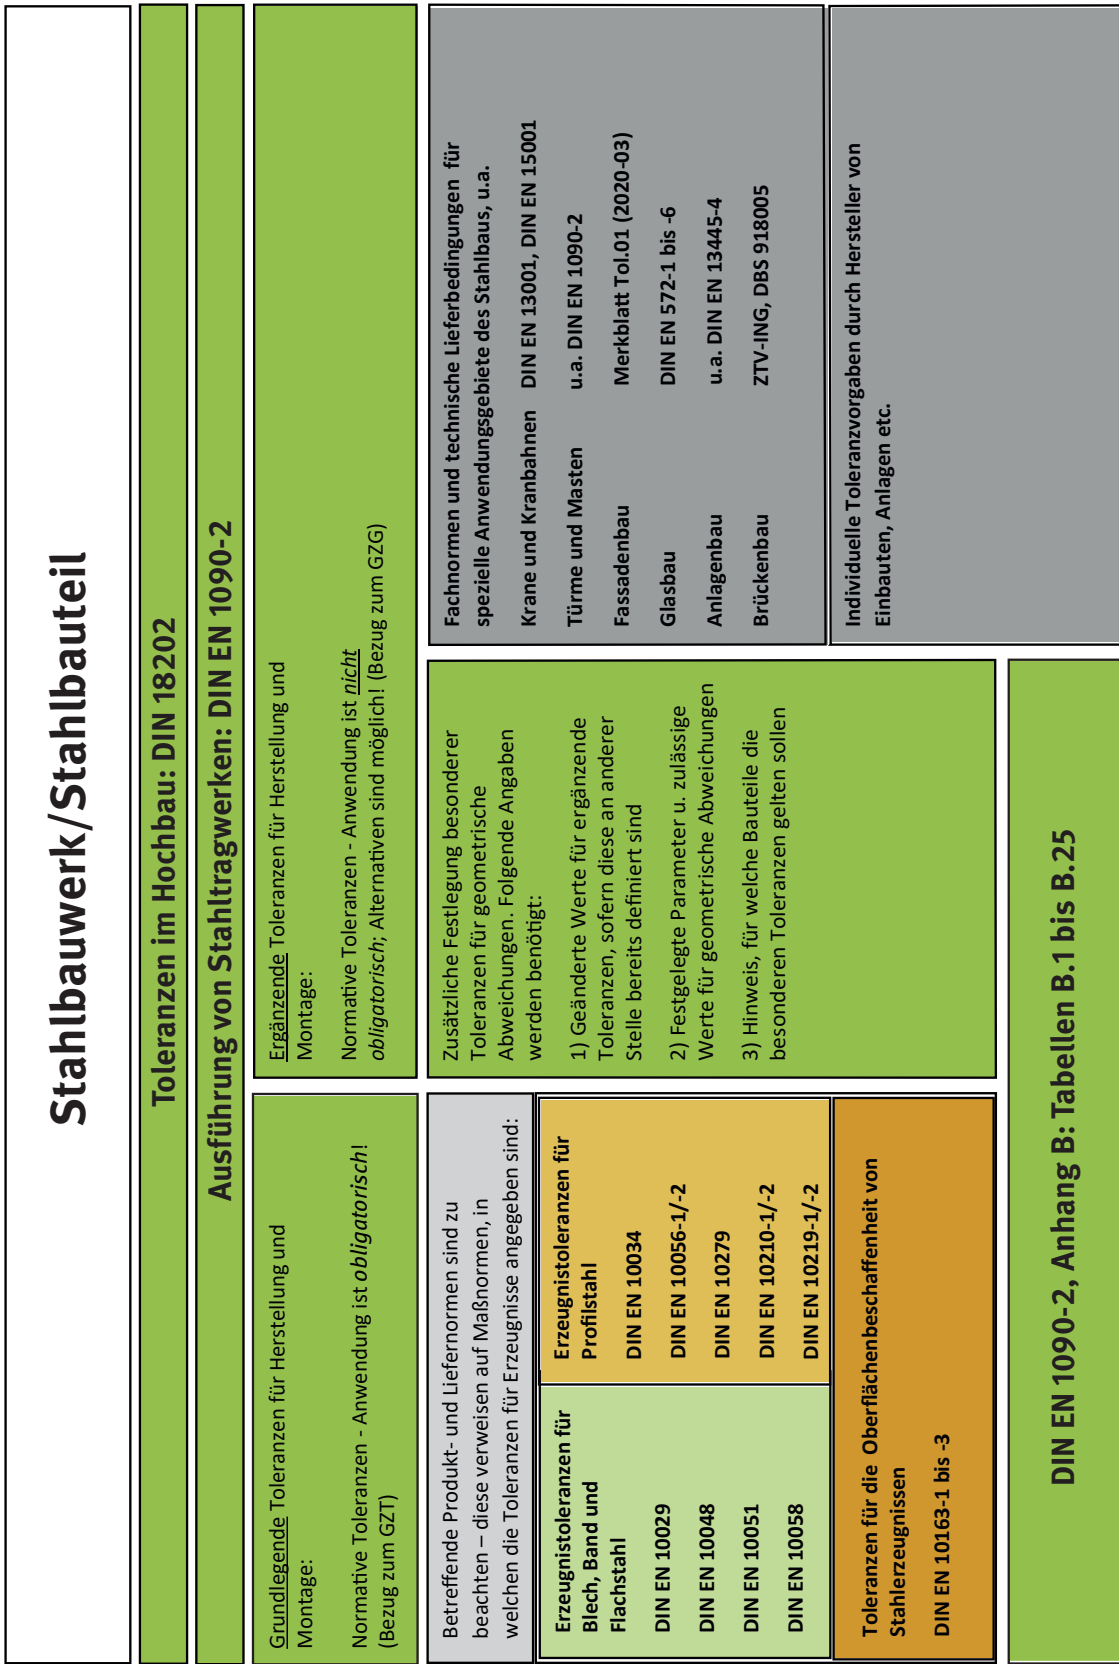 Stahlbauwerk/Stahlbauteil
Toleranzen im Hochbau: DIN 18202
Ausführung von Stahltragwerken: DIN EN 1090-2
Grundlegende Toleranzen für Herstellung und
Montage:
Normative Toleranzen - Anwendung ist obligatorisch!
(Bezug zum GZT)
Ergänzende Toleranzen für Herstellung und
Montage:
Normative Toleranzen - Anwendung ist nicht
obligatorisch; Alternativen sind möglich! (Bezug zum GZG)
Betreffende Produkt- und Liefernormen sind zu
beachten – diese verweisen auf Maßnormen, in
welchen die Toleranzen für Erzeugnisse angegeben sind:
Erzeugnistoleranzen für
Blech, Band und
Flachstahl
DIN EN 10029
DIN EN 10048
DIN EN 10051
DIN EN 10058
Erzeugnistoleranzen für
Profilstahl
DIN EN 10034
DIN EN 10056-1/-2
DIN EN 10279
DIN EN 10210-1/-2
DIN EN 10219-1/-2
Toleranzen für die Oberflächenbeschaffenheit von
Stahlerzeugnissen
DIN EN 10163-1 bis -3
Zusätzliche Festlegung besonderer
Toleranzen für geometrische
Abweichungen. Folgende Angaben
werden benötigt:
1) Geänderte Werte für ergänzende
Toleranzen, sofern diese an anderer
Stelle bereits definiert sind
2) Festgelegte Parameter u. zulässige
Werte für geometrische Abweichungen
3) Hinweis, für welche Bauteile die
besonderen Toleranzen gelten sollen
Fachnormen und technische Lieferbedingungen für
spezielle Anwendungsgebiete des Stahlbaus, u.a.
Krane und Kranbahnen DIN EN 13001, DIN EN 15001
Türme und Masten u.a. DIN EN 1090-2
Fassadenbau Merkblatt Tol.01 (2020-03)
Glasbau DIN EN 572-1 bis -6
Anlagenbau u.a. DIN EN 13445-4
Brückenbau ZTV-ING, DBS 918005
Individuelle Toleranzvorgaben durch Hersteller von
Einbauten, Anlagen etc.
DIN EN 1090-2, Anhang B: Tabellen B.1 bis B.25